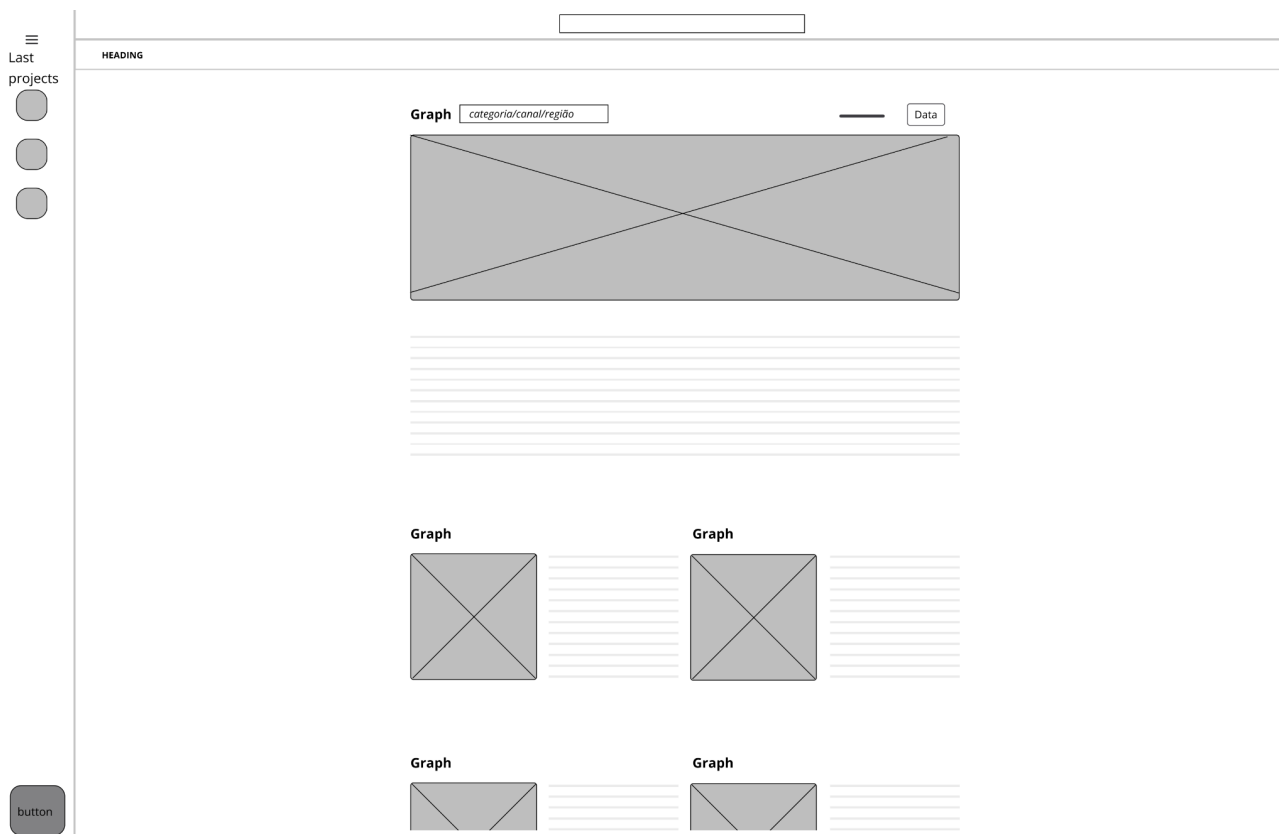 Last
projects
HEADING
Graph
categoria/canal/região
Data
Graph
Graph
Graph
Graph
button